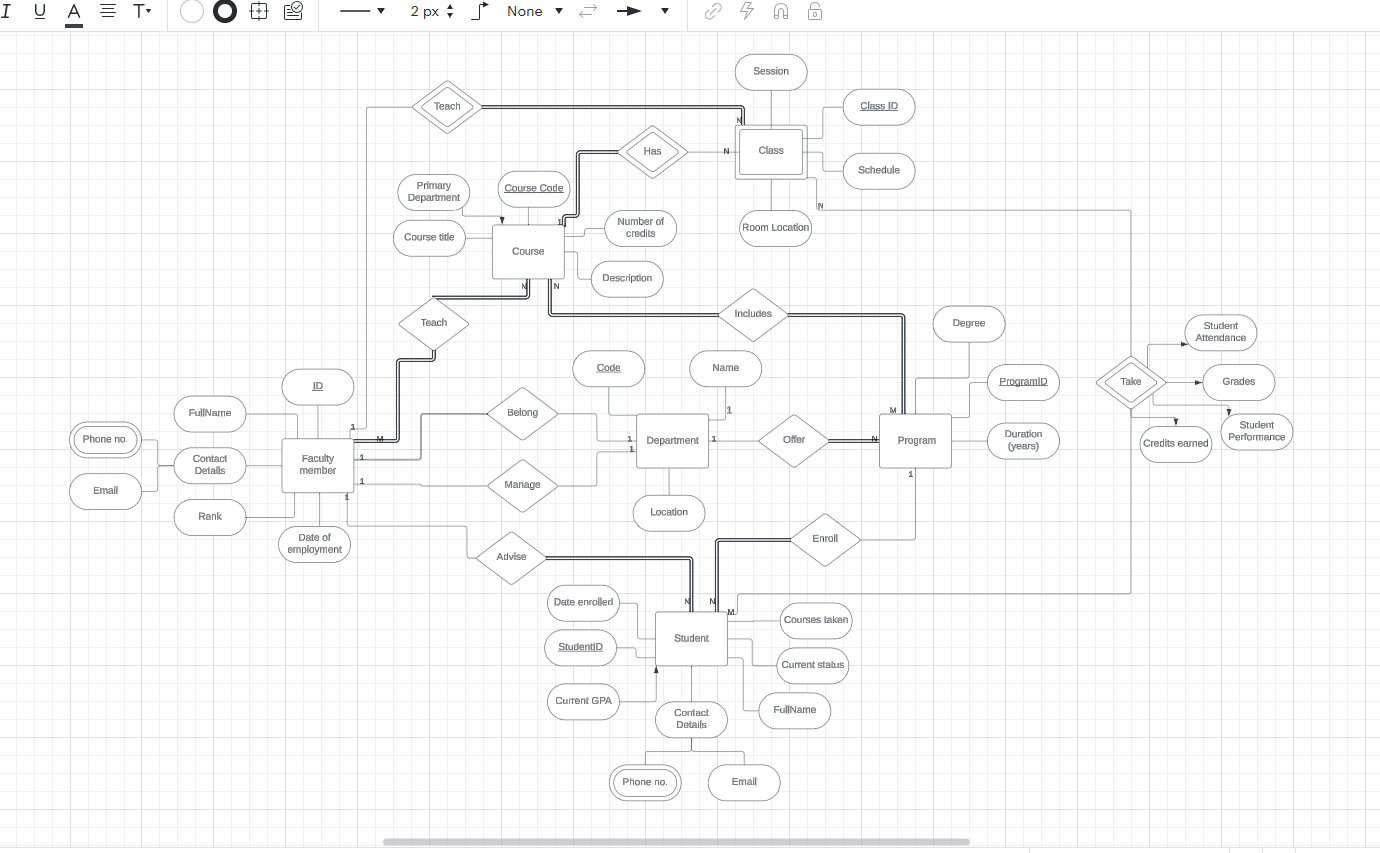 I U A T
2 px
None
Session
Teach
Class ID
N
Has
N
Class
Primary
Department
Course Code
Schedule
N
Course title
1
Number of
credits
Room Location
Course
Description
N
N
Teach
Includes
Degree
Student
Attendance
ID
Code
Name
ProgramID
Take
Grades
FullName
Belong
1
M
1
Phone no.
M
1
1
Department
1
Offer
N
Program
Duration
(years)
Credits earned
Student
Performance
Contact
Details
Faculty
member
1
1
Email
1
1
Manage
1
Rank
Location
Date of
employment
Advise
Enroll
Date enrolled
N
N
M
Courses taken
StudentID
Student
Current status
Current GPA
Contact
Details
FullName
Phone no.
Email